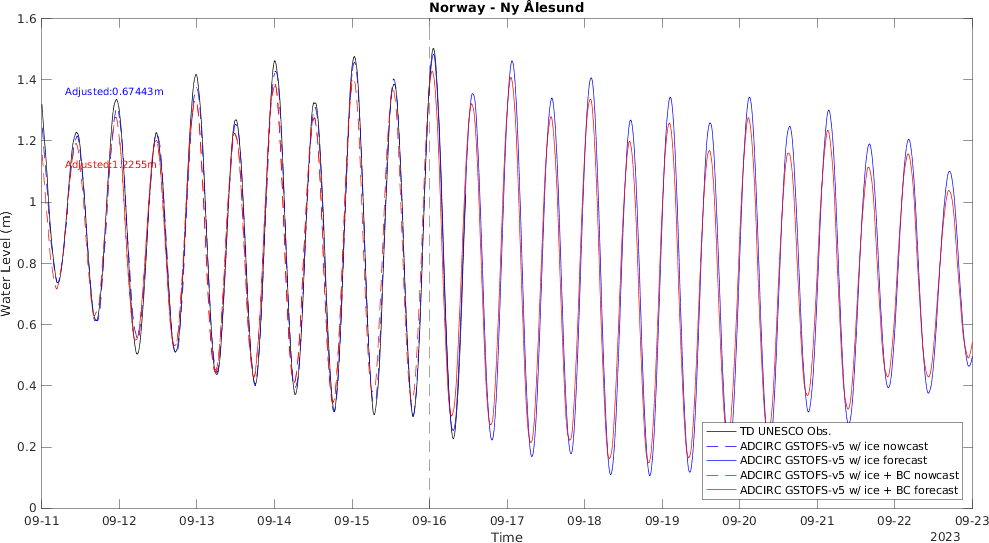 Norway - Ny Ålesund
1.6
1.4
1.2
1
0.8
0.6
0.4
0.2
0
Water Level (m)
Adjusted:0.67443m
Adjusted:1.2255m
TD UNESCO Obs.
ADCIRC GSTOFS-v5 w/ ice nowcast
ADCIRC GSTOFS-v5 w/ ice forecast
ADCIRC GSTOFS-v5 w/ ice + BC nowcast
ADCIRC GSTOFS-v5 w/ ice + BC forecast
09-11 09-12 09-13 09-14 09-15 09-16 09-17 09-18 09-19 09-20 09-21 09-22 09-23
Time
2023